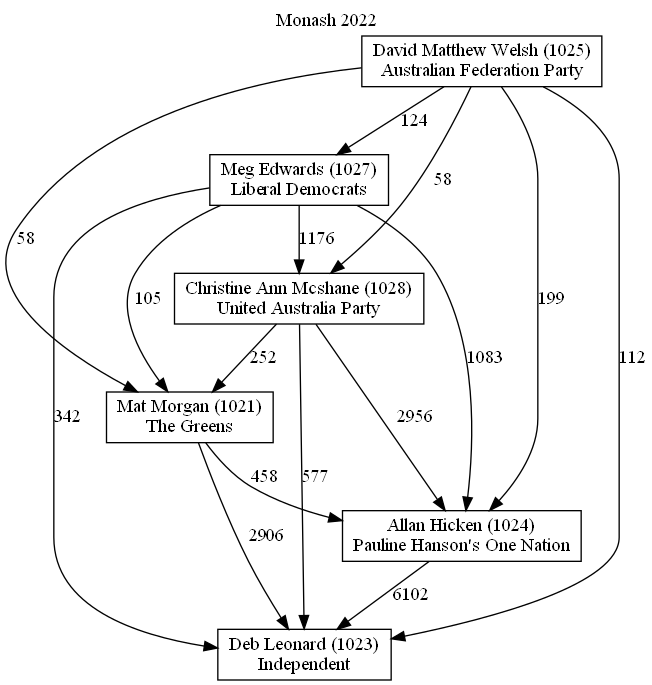 Monash 2022
David Matthew Welsh (1025)
Australian Federation Party
124
Meg Edwards (1027)
Liberal Democrats
58
58
1176
Christine Ann Mcshane (1028)
United Australia Party
105
199
252
1083
112
Mat Morgan (1021)
The Greens
342
2956
458
577
Allan Hicken (1024)
Pauline Hanson's One Nation
2906
6102
Deb Leonard (1023)
Independent